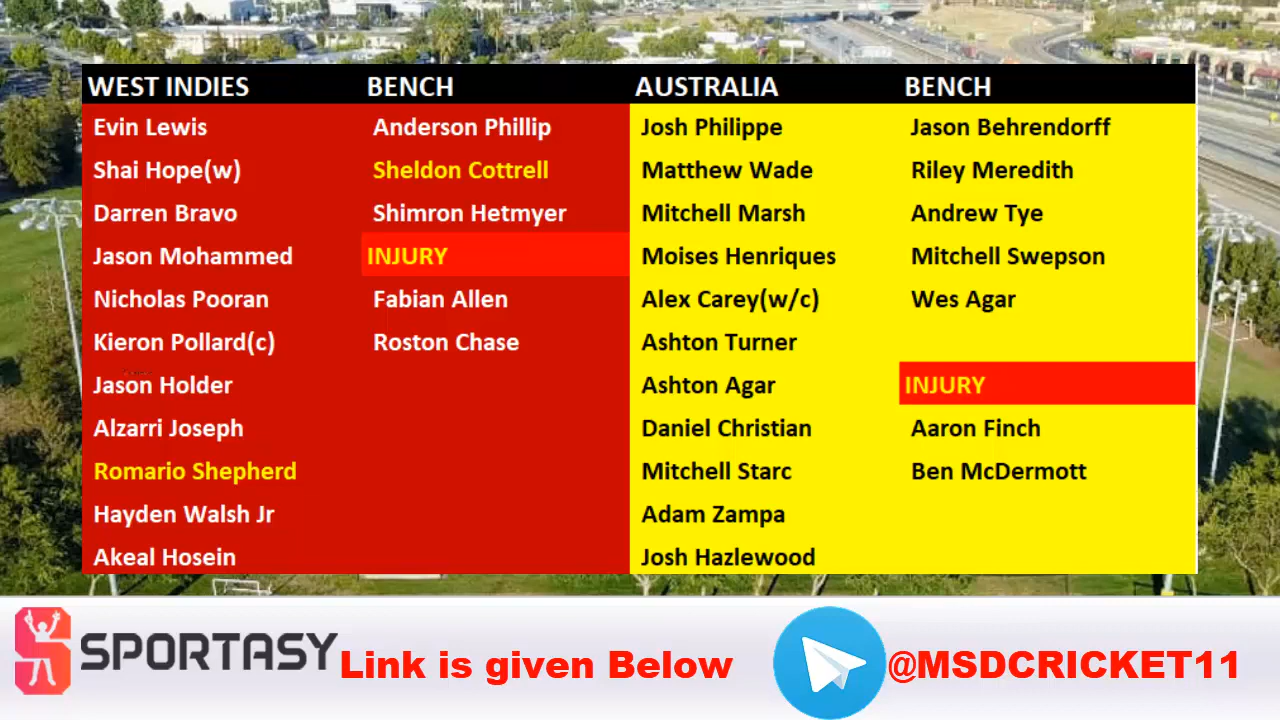 WEST INDIES BENCH AUSTRALIA BENCH
Evin Lewis Anderson Phillip Josh Philippe Jason Behrendorff
Shai Hope(w) Sheldon Cottrell Matthew Wade Riley Meredith
Darren Bravo Shimron Hetmyer Mitchell Marsh Andrew Tye
Jason Mohammed INJURY Moises Henriques Mitchell Swepson
Nicholas Pooran Fabian Allen Alex Carey(w/c) Wes Agar
Kieron Pollard(c) Roston Chase Ashton Turner
Jason Holder Ashton Agar INJURY
Alzarri Joseph Daniel Christian Aaron Finch
Romario Shepherd Mitchell Starc Ben McDermott
Hayden Walsh Jr Adam Zampa
Akeal Hosein Josh Hazlewood
SPORTASY Link is given Below @MSDCRICKET11